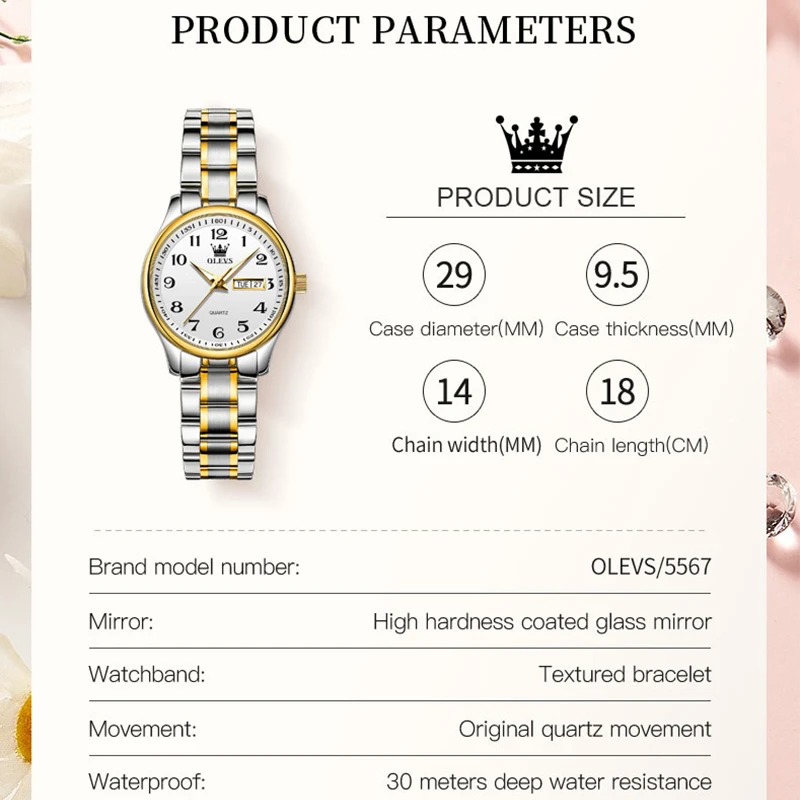 PRODUCT PARAMETERS
PRODUCT SIZE
29
9.5
Case diameter(MM)
Case thickness(MM)
14
18
Chain width(MM)
Chain length(CM)
12
1
2
3
4
5
6
7
8
9
10
11
OLEVS
TUE 27
QUARTZ
Brand model number:
OLEVS/5567
Mirror:
High hardness coated glass mirror
Watchband:
Textured bracelet
Movement:
Original quartz movement
Waterproof:
30 meters deep water resistance